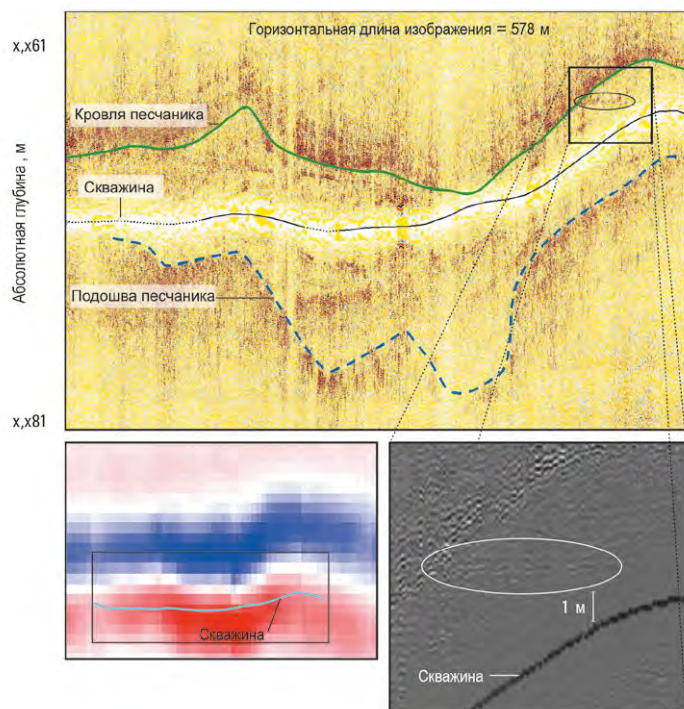 Горизонтальная длина изображения = 578 м
x,x61
Кровля песчаника
Скважина
Абсолютная глубина , м
Подошва песчаника
x,x81
Скважина
1 м
Скважина